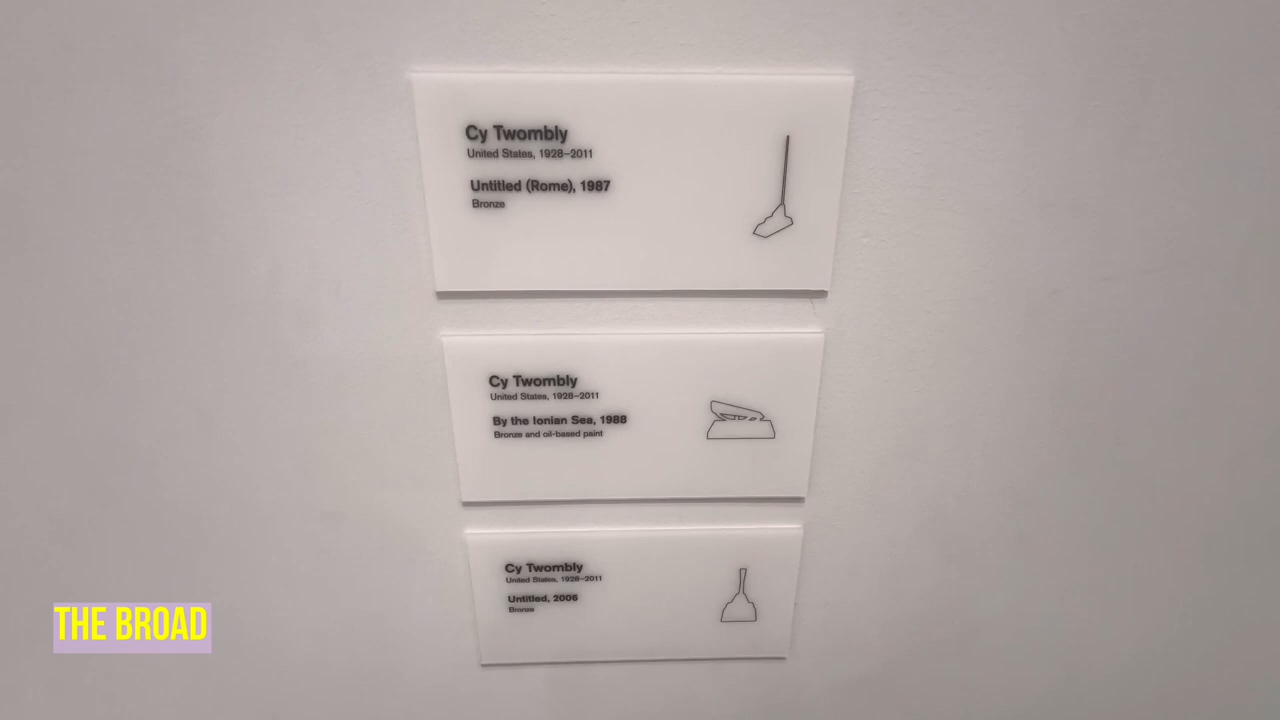 Cy Twombly
United States, 1928–2011
Untitled (Rome), 1987
Bronze
Cy Twombly
United States, 1928–2011
By the Ionian Sea, 1988
Bronze and oil-based paint
Cy Twombly
United States, 1928–2011
Untitled, 2006
Bronze
THE BROAD